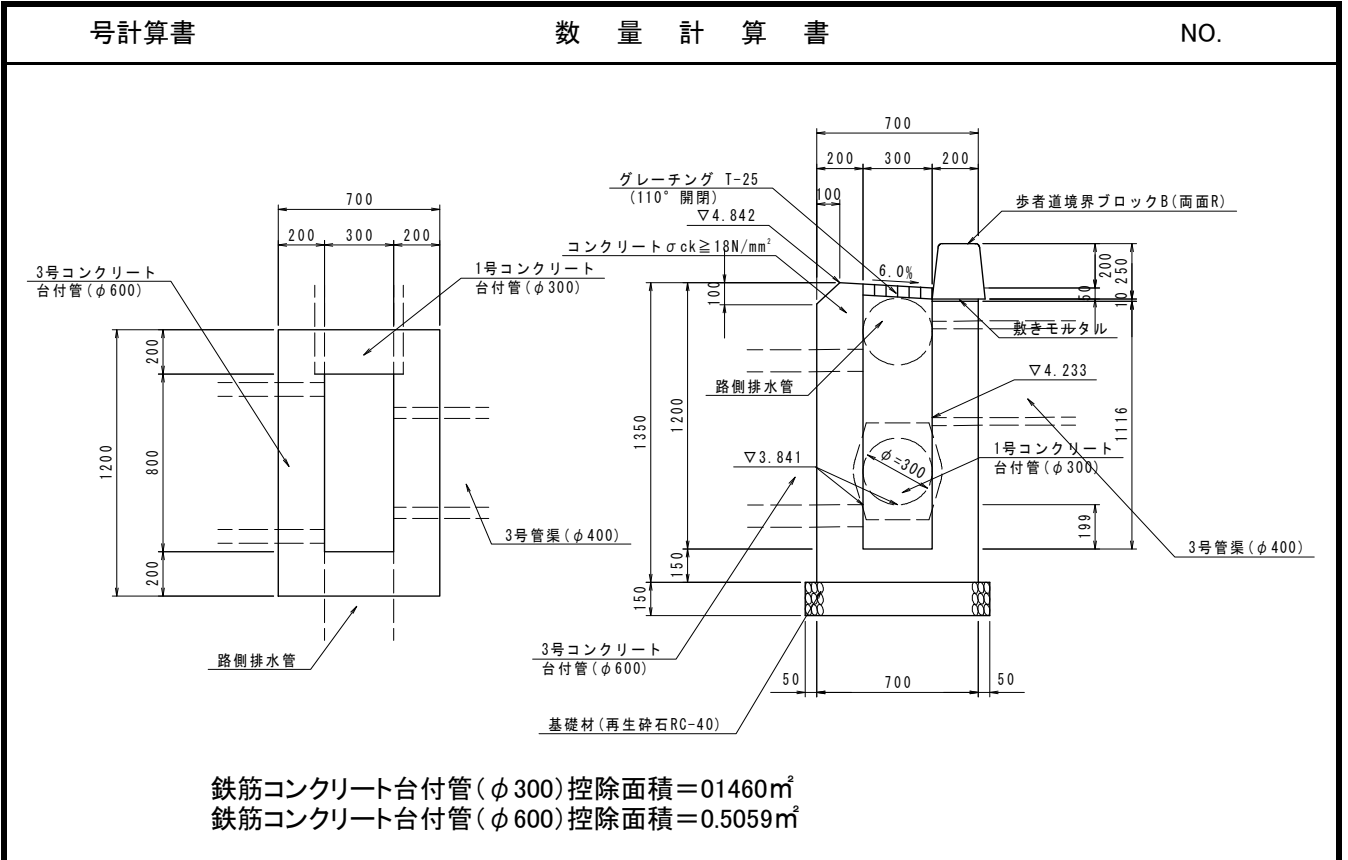 号計算書 数量計算書 NO.
700
200 300 200
3号コンクリート
台付管(φ600)
1号コンクリート
台付管(φ300)
200
800
1200
200
3号管渠(φ400)
路側排水管
700
200 300 200
グレーチング T-25
(110°開閉)
100
▽4.842
コンクリートσck≧18N/mm²
歩者道境界ブロックB(両面R)
6.0%
200
250
50
10
100
敷きモルタル
路側排水管
▽4.233
1350
1200
1116
1号コンクリート
台付管(φ300)
φ=300
▽3.841
199
3号管渠(φ400)
150
150
3号コンクリート
台付管(φ600)
50 700 50
基礎材(再生砕石RC-40)
鉄筋コンクリート台付管(φ300)控除面積=01460㎡
鉄筋コンクリート台付管(φ600)控除面積=0.5059㎡